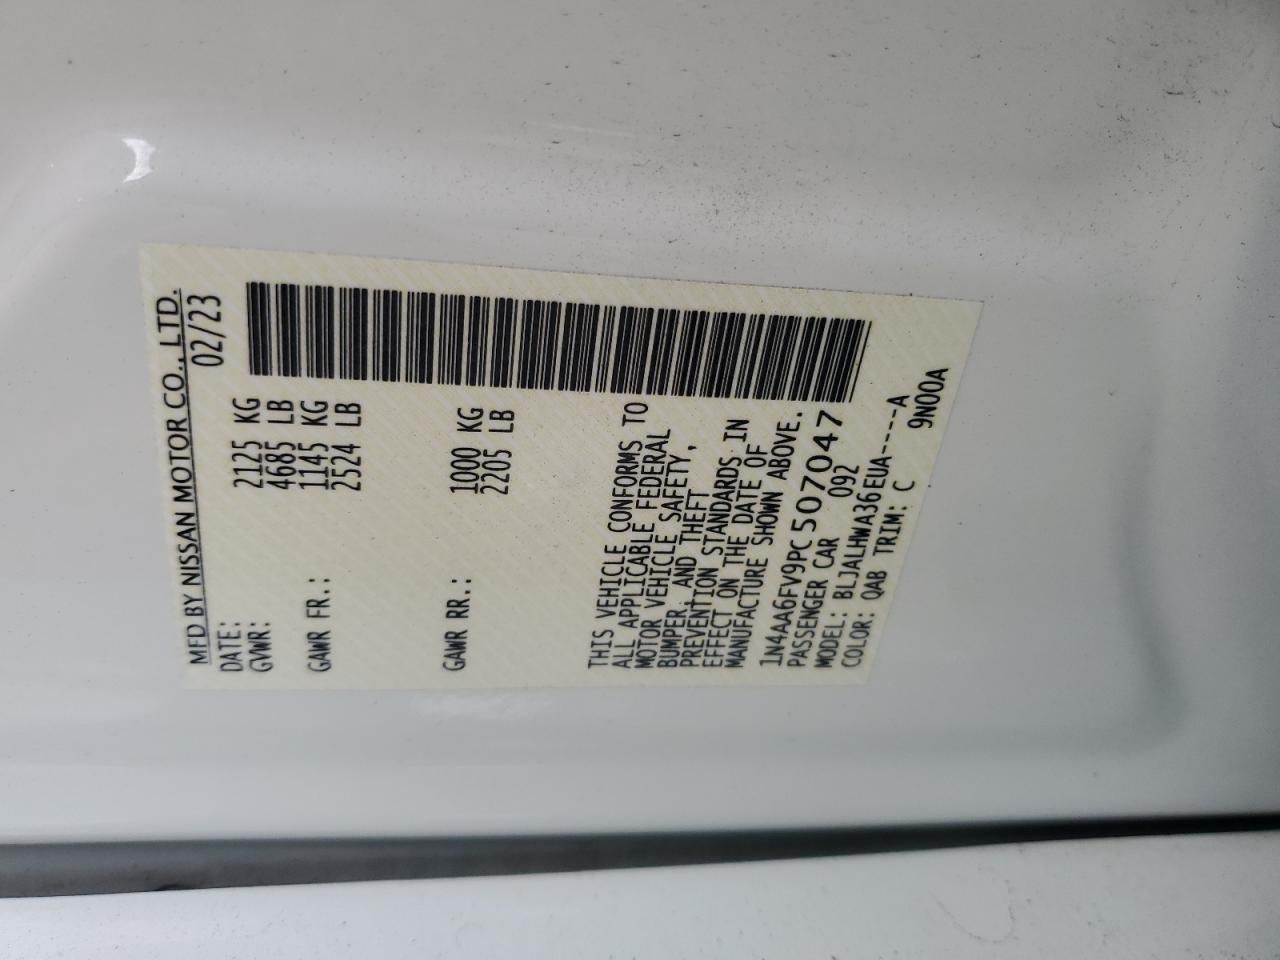 MFD BY NISSAN MOTOR CO., LTD.
DATE: 02/23
GVWR: 2125 KG
4685 LB
GAWR FR.: 1145 KG
2524 LB
GAWR RR.: 1000 KG
2205 LB
THIS VEHICLE CONFORMS TO
ALL APPLICABLE FEDERAL
MOTOR VEHICLE SAFETY,
BUMPER, AND THEFT
PREVENTION STANDARDS IN
EFFECT ON THE DATE OF
MANUFACTURE SHOWN ABOVE.
1N4AA6FV9PC507047
PASSENGER CAR 092
MODEL: BLJALHWA36EUA----A
COLOR: QAB TRIM: C 9N00A